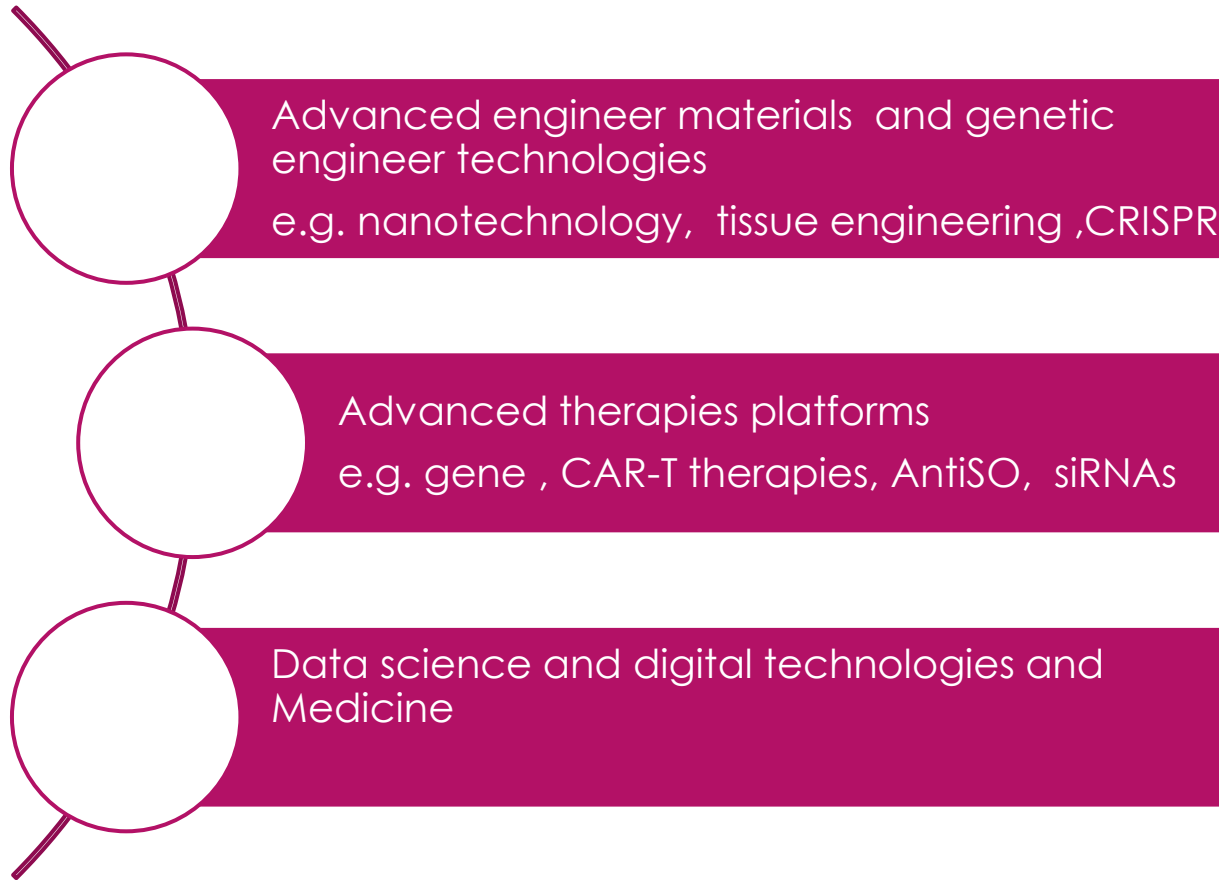 Advanced engineer materials  and genetic
engineer technologies
e.g. nanotechnology,  tissue engineering ,CRISPR
Advanced therapies platforms
e.g. gene , CAR-T therapies, AntiSO,  siRNAs
Data science and digital technologies and
Medicine